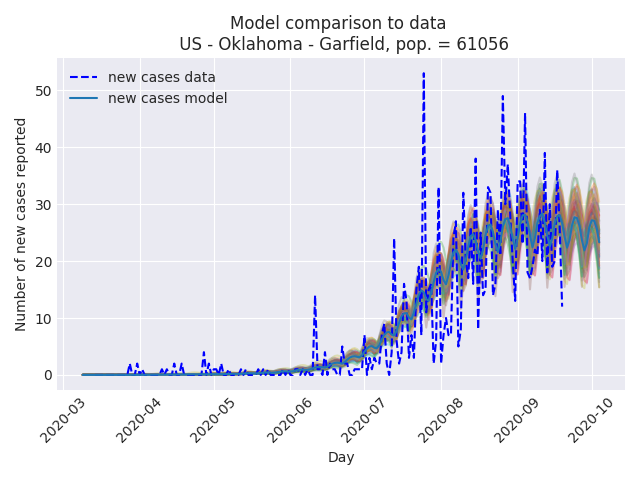 Model comparison to data
US - Oklahoma - Garfield, pop. = 61056
new cases data
new cases model
Number of new cases reported
50
40
30
20
10
0
2020-03
2020-04
2020-05
2020-06
2020-07
2020-08
2020-09
2020-10
Day